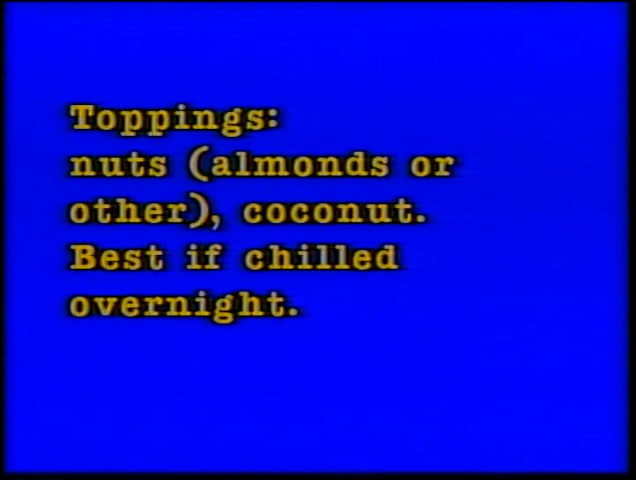 Toppings:
nuts (almonds or
other), coconut.
Best if chilled
overnight.